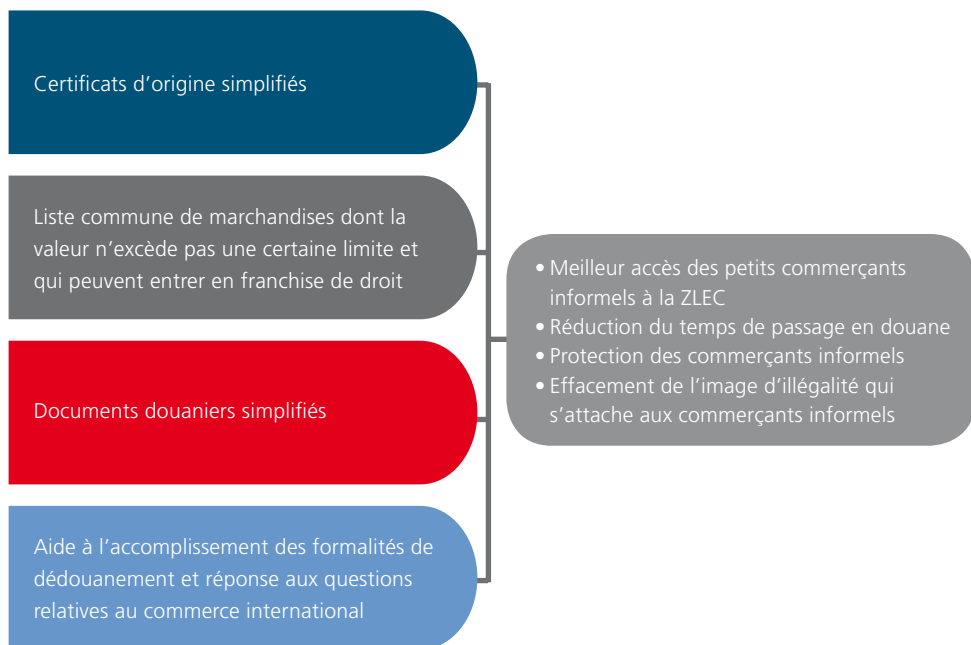 Certificats d'origine simplifiés
Liste commune de marchandises dont la
valeur n'excède pas une certaine limite et
qui peuvent entrer en franchise de droit
Documents douaniers simplifiés
Aide à l'accomplissement des formalités de
dédouanement et réponse aux questions
relatives au commerce international
• Meilleur accès des petits commerçants
informels à la ZLEC
• Réduction du temps de passage en douane
• Protection des commerçants informels
• Effacement de l'image d'illégalité qui
s'attache aux commerçants informels